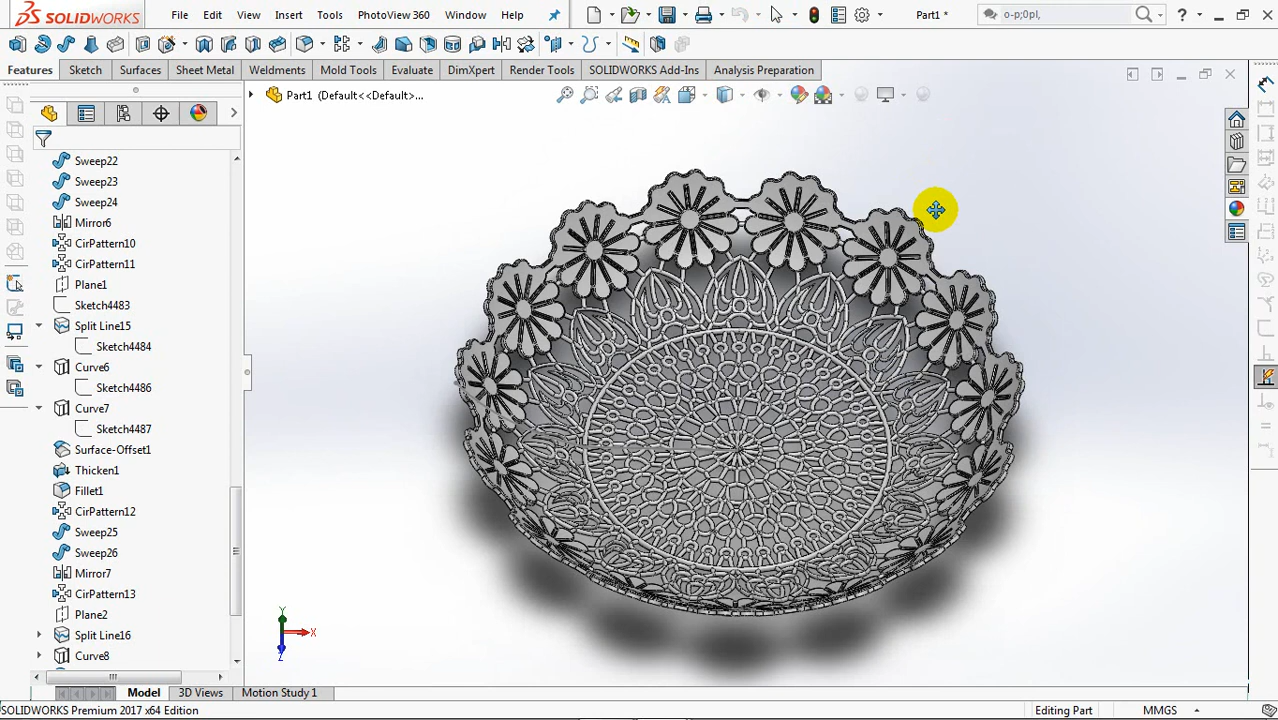 SOLIDWORKS File Edit View Insert Tools PhotoView 360 Window Help Part1 * o-p;0pl, ?
Features Sketch Surfaces Sheet Metal Weldments Mold Tools Evaluate DimXpert Render Tools SOLIDWORKS Add-Ins Analysis Preparation
Part1 (Default<<Default>...
Sweep22
Sweep23
Sweep24
Mirror6
CirPattern10
CirPattern11
Plane1
Sketch4483
Split Line15
Sketch4484
Curve6
Sketch4486
Curve7
Sketch4487
Surface-Offset1
Thicken1
Fillet1
CirPattern12
Sweep25
Sweep26
Mirror7
CirPattern13
Plane2
Split Line16
Curve8
Y
X
Z
Model 3D Views Motion Study 1
SOLIDWORKS Premium 2017 x64 Edition Editing Part MMGS